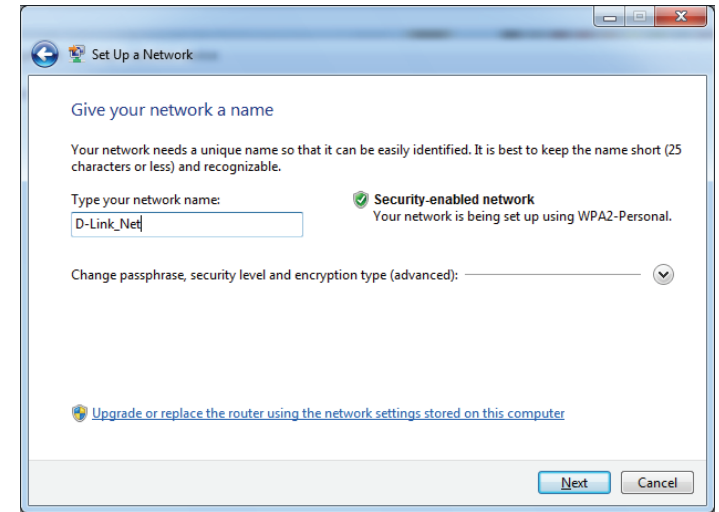 Set Up a Network
Give your network a name
Your network needs a unique name so that it can be easily identified. It is best to keep the name short (25
characters or less) and recognizable.
Type your network name:
D-Link_Net
Security-enabled network
Your network is being set up using WPA2-Personal.
Change passphrase, security level and encryption type (advanced):
Upgrade or replace the router using the network settings stored on this computer
Next
Cancel